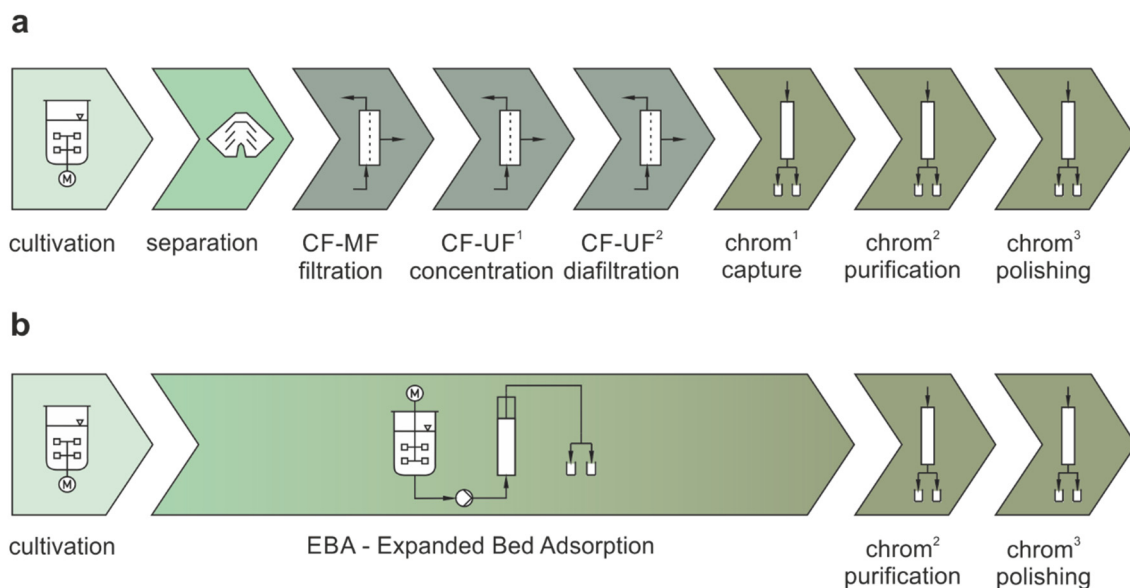 a
M
cultivation
separation
CF-MF
filtration
CF-UF¹
concentration
CF-UF²
diafiltration
chrom¹
capture
chrom²
purification
chrom³
polishing
b
M
M
cultivation
EBA - Expanded Bed Adsorption
chrom²
purification
chrom³
polishing